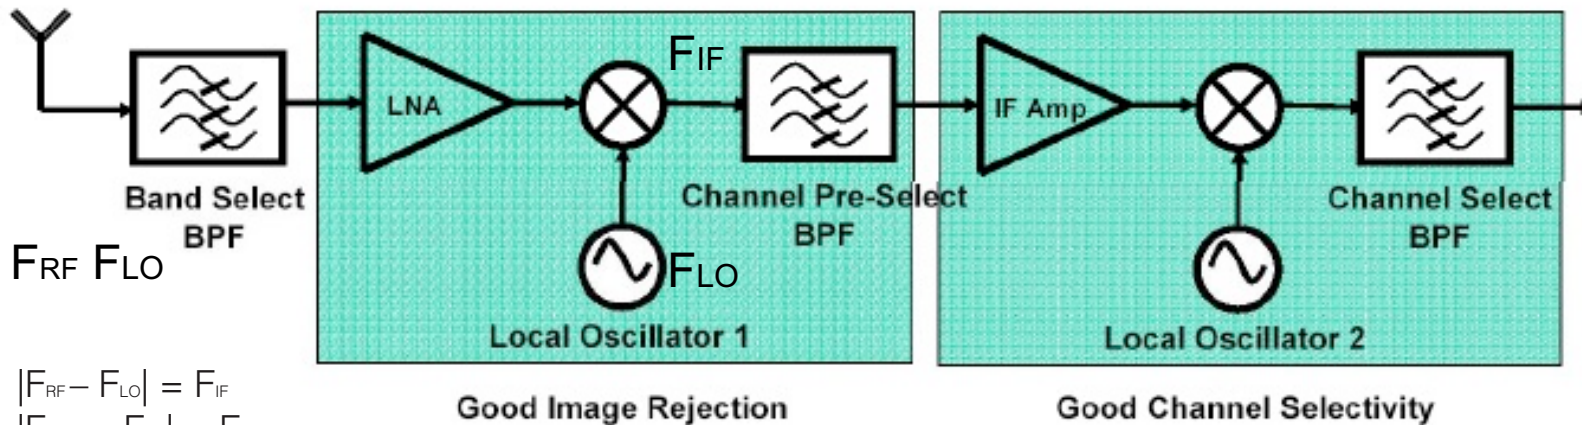 FIF
LNA
IF Amp
Band Select
BPF
Channel Pre-Select
BPF
Channel Select
BPF
FRF FLO
FLO
Local Oscillator 1
Local Oscillator 2
|FRF – FLO| = FIF
Good Image Rejection
Good Channel Selectivity